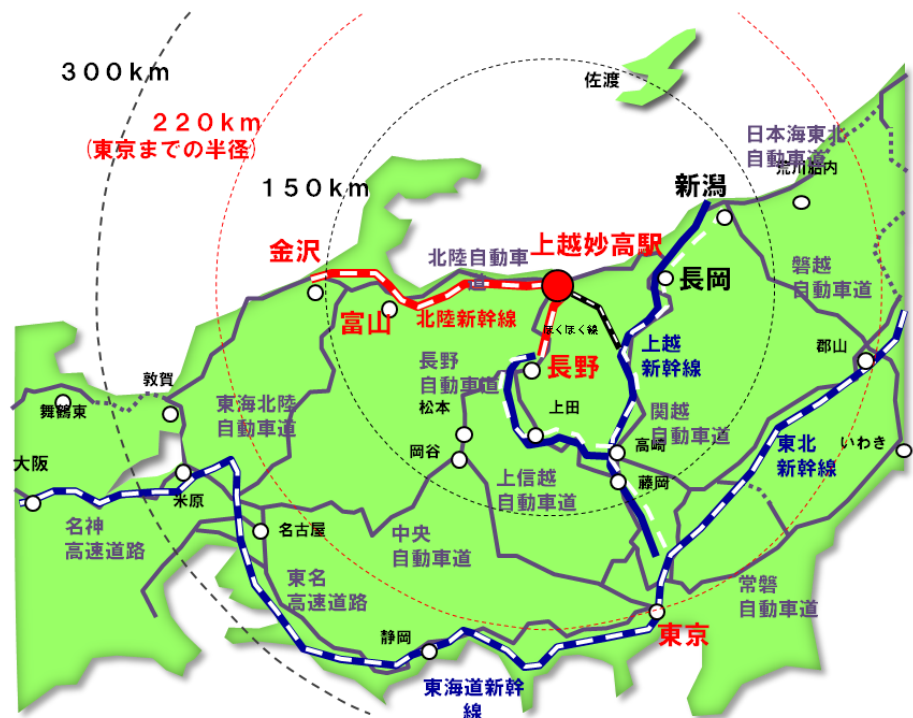 300km
220km
(東京までの半径)
150km
佐渡
日本海東北
自動車道
荒川胎内
新潟
金沢
上越妙高駅
北陸自動車
道
長岡
磐越
自動車道
富山
北陸新幹線
ほくほく線
上越
新幹線
郡山
長野
自動車道
長野
敦賀
舞鶴東
東海北陸
自動車道
松本
上田
関越
自動車道
岡谷
高崎
東北
新幹線
いわき
大阪
米原
上信越
自動車道
藤岡
名神
高速道路
名古屋
中央
自動車道
東名
高速道路
常磐
自動車道
静岡
東京
東海道新幹
線